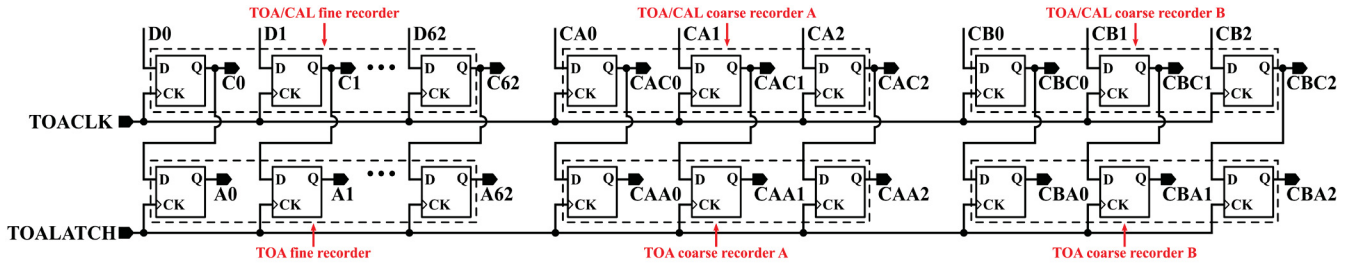 TOA/CAL fine recorder TOA/CAL coarse recorder A TOA/CAL coarse recorder B
D0 D1 D62 CA0 CA1 CA2 CB0 CB1 CB2
D Q D Q ••• D Q D Q D Q D Q D Q D Q D Q
C0 C1 C62 CAC0 CAC1 CAC2 CBC0 CBC1 CBC2
CK CK CK CK CK CK CK CK CK
TOACLK
D Q D Q ••• D Q D Q D Q D Q D Q D Q D Q
A0 A1 A62 CAA0 CAA1 CAA2 CBA0 CBA1 CBA2
CK CK CK CK CK CK CK CK CK
TOALATCH
TOA fine recorder TOA coarse recorder A TOA coarse recorder B